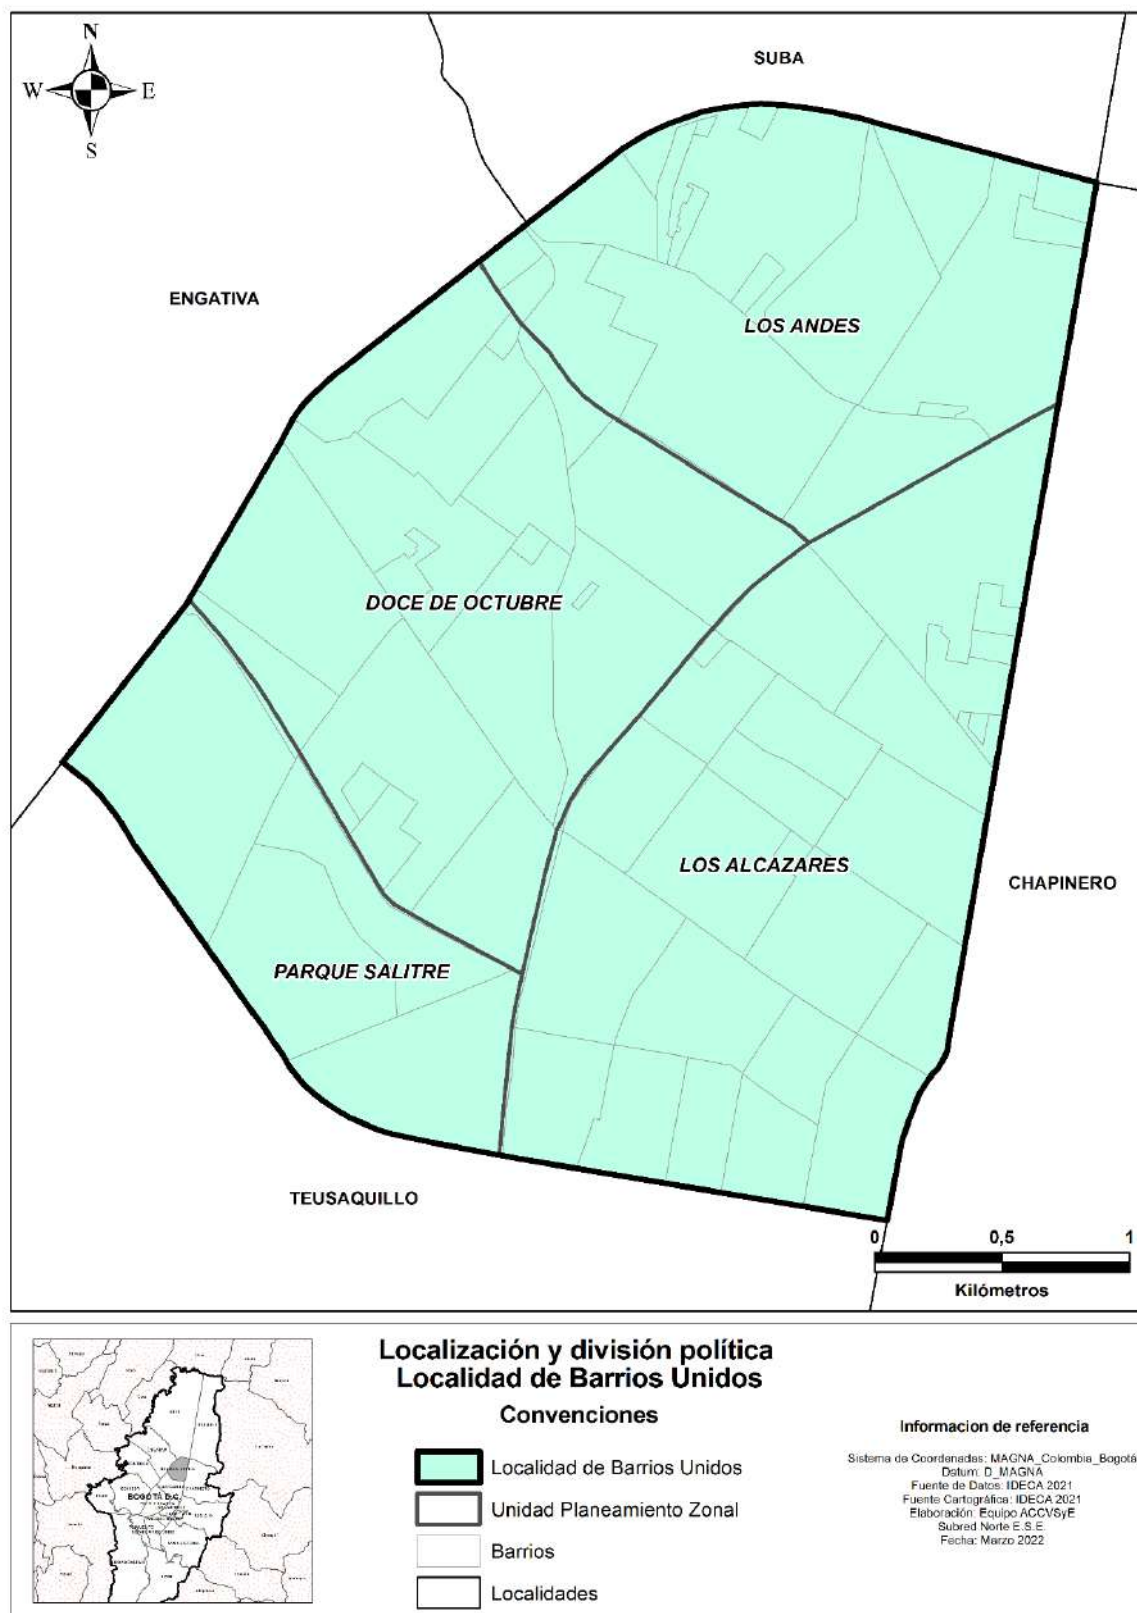 N
W E
S
SUBA
ENGATIVA
LOS ANDES
DOCE DE OCTUBRE
LOS ALCAZARES
CHAPINERO
PARQUE SALITRE
TEUSAQUILLO
0 0,5 1
Kilómetros
Localización y división política
Localidad de Barrios Unidos
Convenciones
Localidad de Barrios Unidos
Unidad Planeamiento Zonal
Barrios
Localidades
Informacion de referencia
Sistema de Coordenadas: MAGNA_Colombia_Bogotá
Datum: D_MAGNA
Fuente de Datos: IDECA 2021
Fuente Cartográfica: IDECA 2021
Elaboración: Equipo ACCVSyE
Subred Norte E.S.E.
Fecha: Marzo 2022
BOGOTÁ D.C.